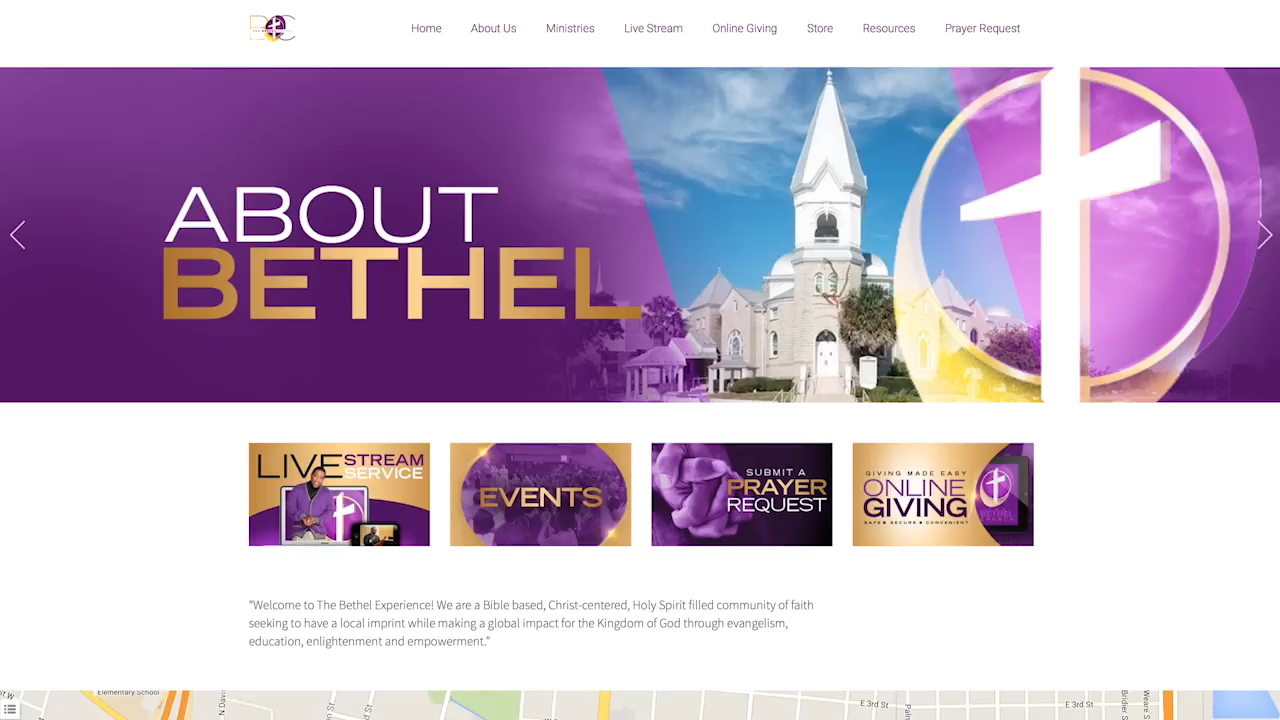 Home About Us Ministries Live Stream Online Giving Store Resources Prayer Request
ABOUT
BETHEL
LIVE STREAM
SERVICE
EVENTS
SUBMIT A
PRAYER
REQUEST
GIVING MADE EASY
ONLINE
GIVING
SAFE • SECURE • CONVENIENT
BETHEL
CHURCH
“Welcome to The Bethel Experience! We are a Bible based, Christ-centered, Holy Spirit filled community of faith
seeking to have a local imprint while making a global impact for the Kingdom of God through evangelism,
education, enlightenment and empowerment.”
Elementary School
N Davis
E 3rd St
E 3rd St